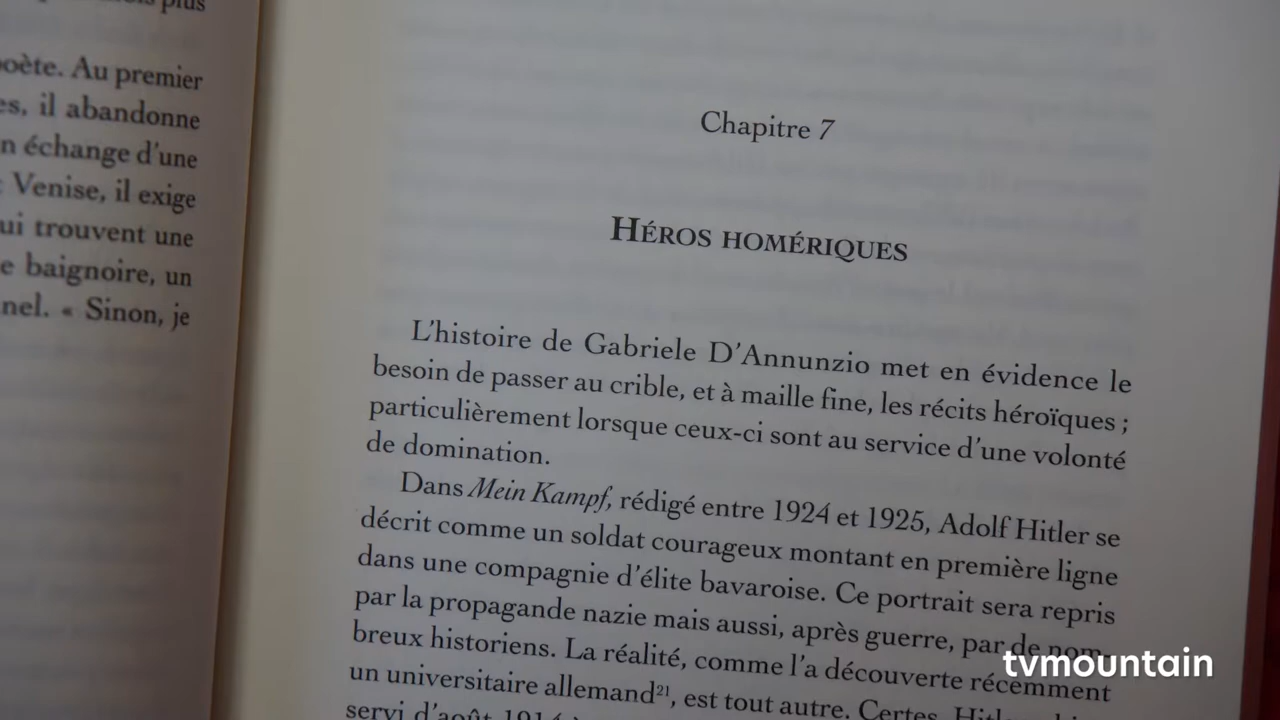 plus
Au premier
il abandonne
échange d'une
Venise, il exige
trouvent une
baignoire, un
« Sinon, je
Chapitre 7
HÉROS HOMÉRIQUES
L'histoire de Gabriele D'Annunzio met en évidence le
besoin de passer au crible, et à maille fine, les récits héroïques ;
particulièrement lorsque ceux-ci sont au service d'une volonté
de domination.
Dans Mein Kampf, rédigé entre 1924 et 1925, Adolf Hitler se
décrit comme un soldat courageux montant en première ligne
dans une compagnie d'élite bavaroise. Ce portrait sera repris
par la propagande nazie mais aussi, après guerre, par de nom-
breux historiens. La réalité, comme l'a découverte récemment
un universitaire allemand21, est tout autre. Certes, Hitler
servi d'août 1914 à
tvmountain